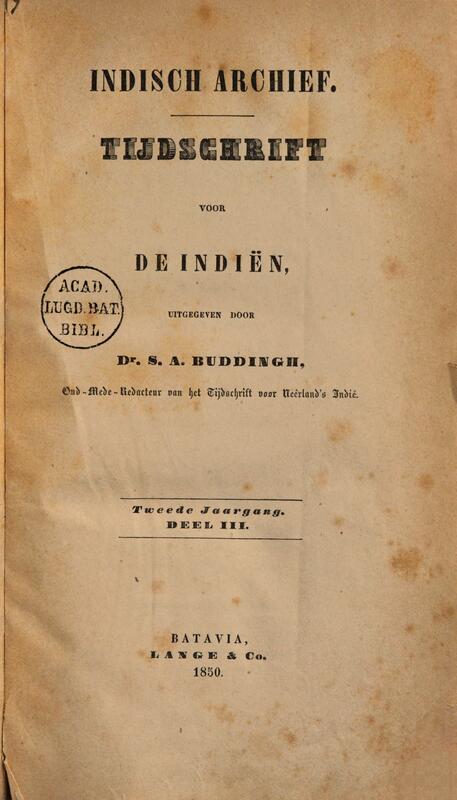 INDISCH ARCHIEF.
TIJDSCHRIFT
VOOR
DE INDIËN,
ACAD.
LUGD.BAT.
BIBL.
UITGEGEVEN DOOR
Dr. S. A. BUDDINGH,
Oud-Mede-Redacteur van het Tijdschrift voor Neêrland's Indië.
Tweede Jaargang.
DEEL III.
BATAVIA,
LANGE & Co.
1850.